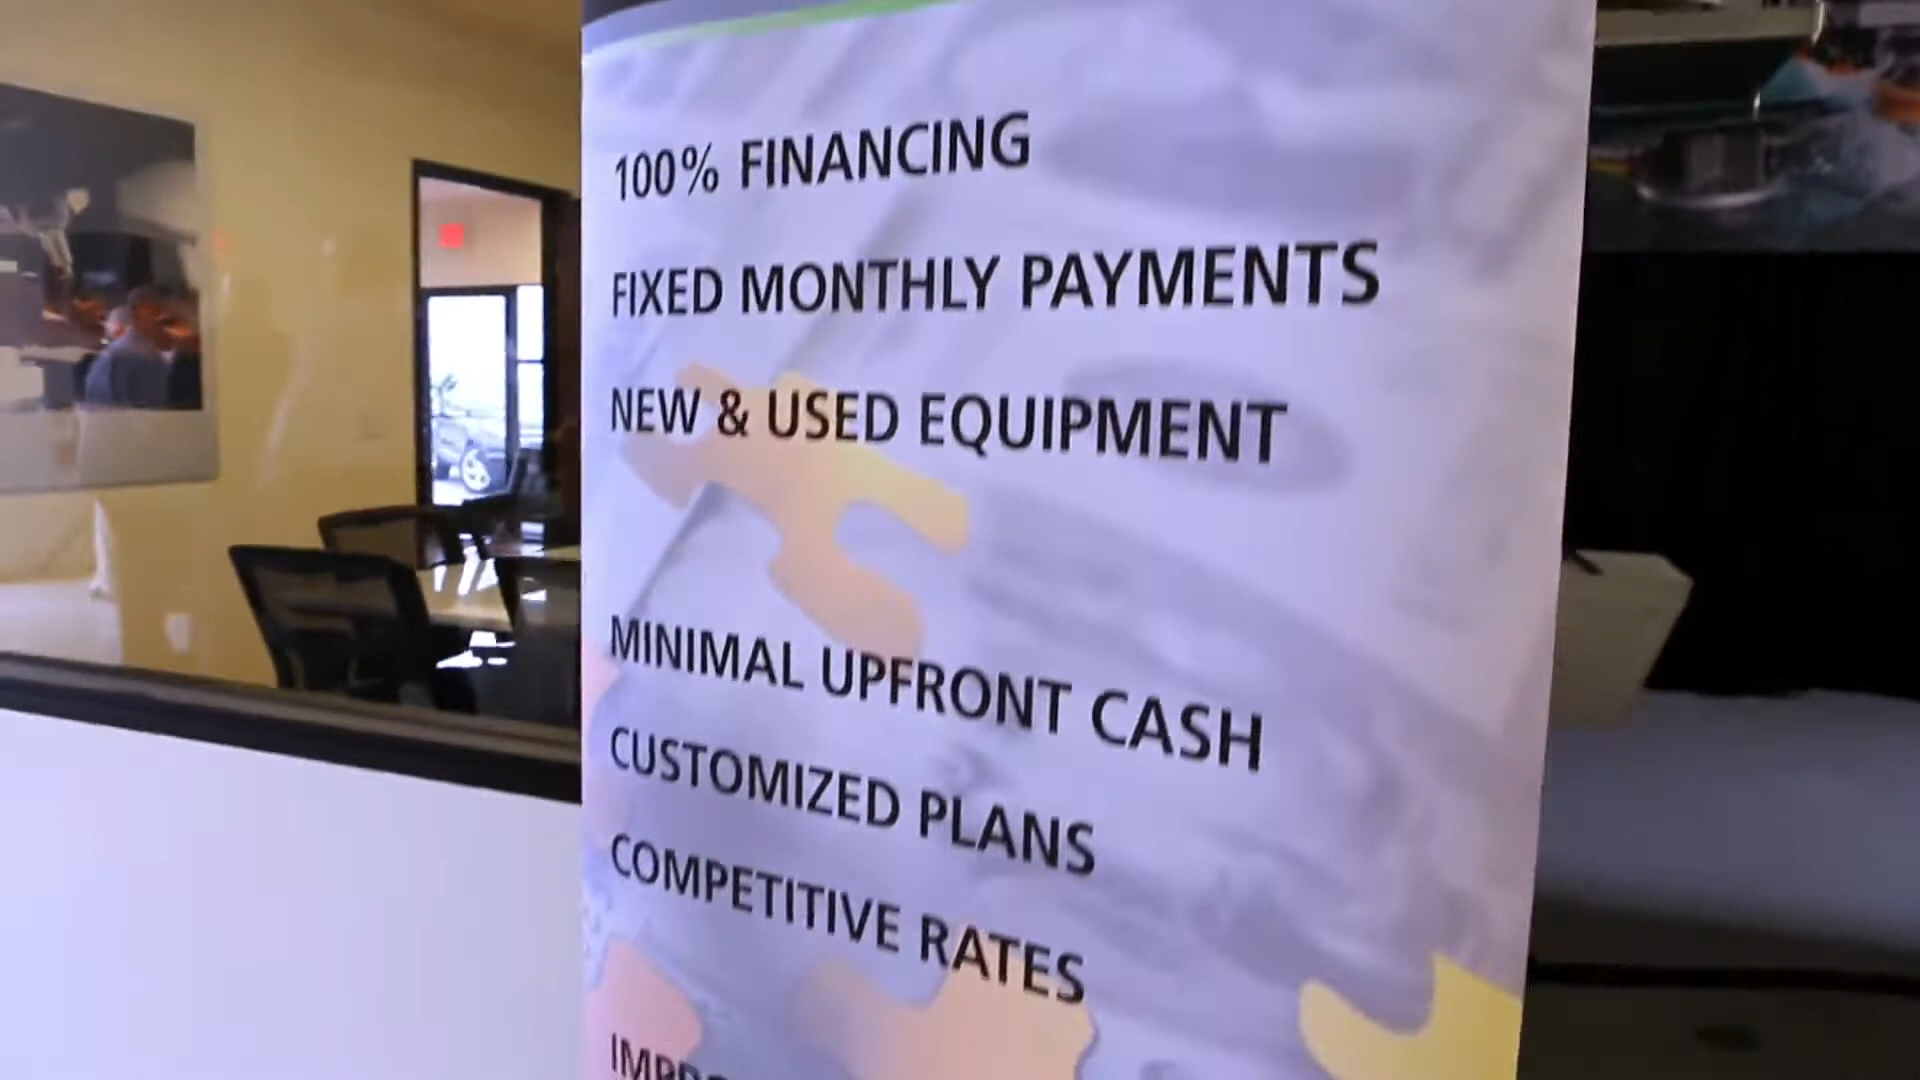 100% FINANCING
FIXED MONTHLY PAYMENTS
NEW & USED EQUIPMENT
MINIMAL UPFRONT CASH
CUSTOMIZED PLANS
COMPETITIVE RATES